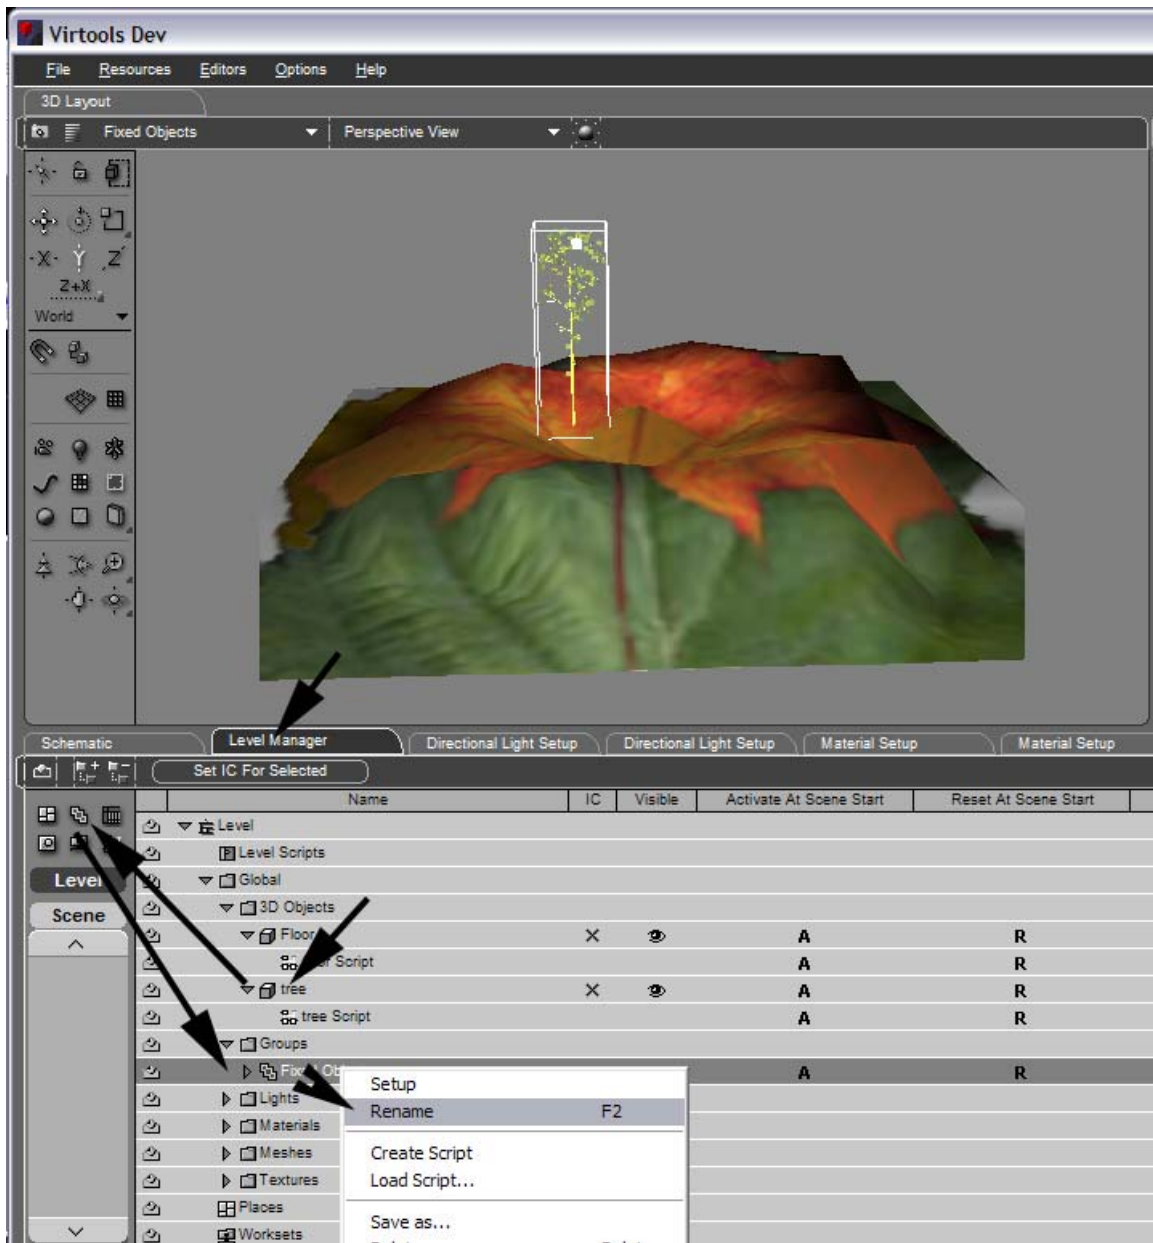 Virtools Dev
File Resources Editors Options Help
3D Layout
Fixed Objects Perspective View
-X- Y ,Z
Z+X
World
Schematic Level Manager Directional Light Setup Directional Light Setup Material Setup Material Setup
Set IC For Selected
Name IC Visible Activate At Scene Start Reset At Scene Start
Level
Level Scripts
Level
Global
Scene
3D Objects
Floor A R
Script A R
tree A R
tree Script A R
Groups
A R
Setup
Lights
Rename F2
Materials
Meshes
Create Script
Textures
Load Script...
Places
Save as...
Worksets